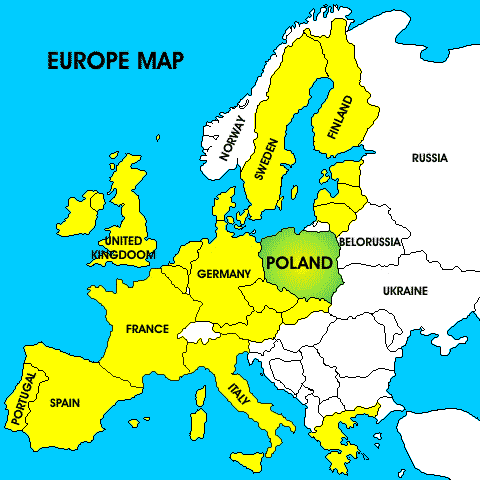 EUROPE MAP
NORWAY
SWEDEN
FINLAND
RUSSIA
UNITED
KINGDOOM
BELORUSSIA
POLAND
GERMANY
UKRAINE
FRANCE
PORTUGAL
SPAIN
ITALY